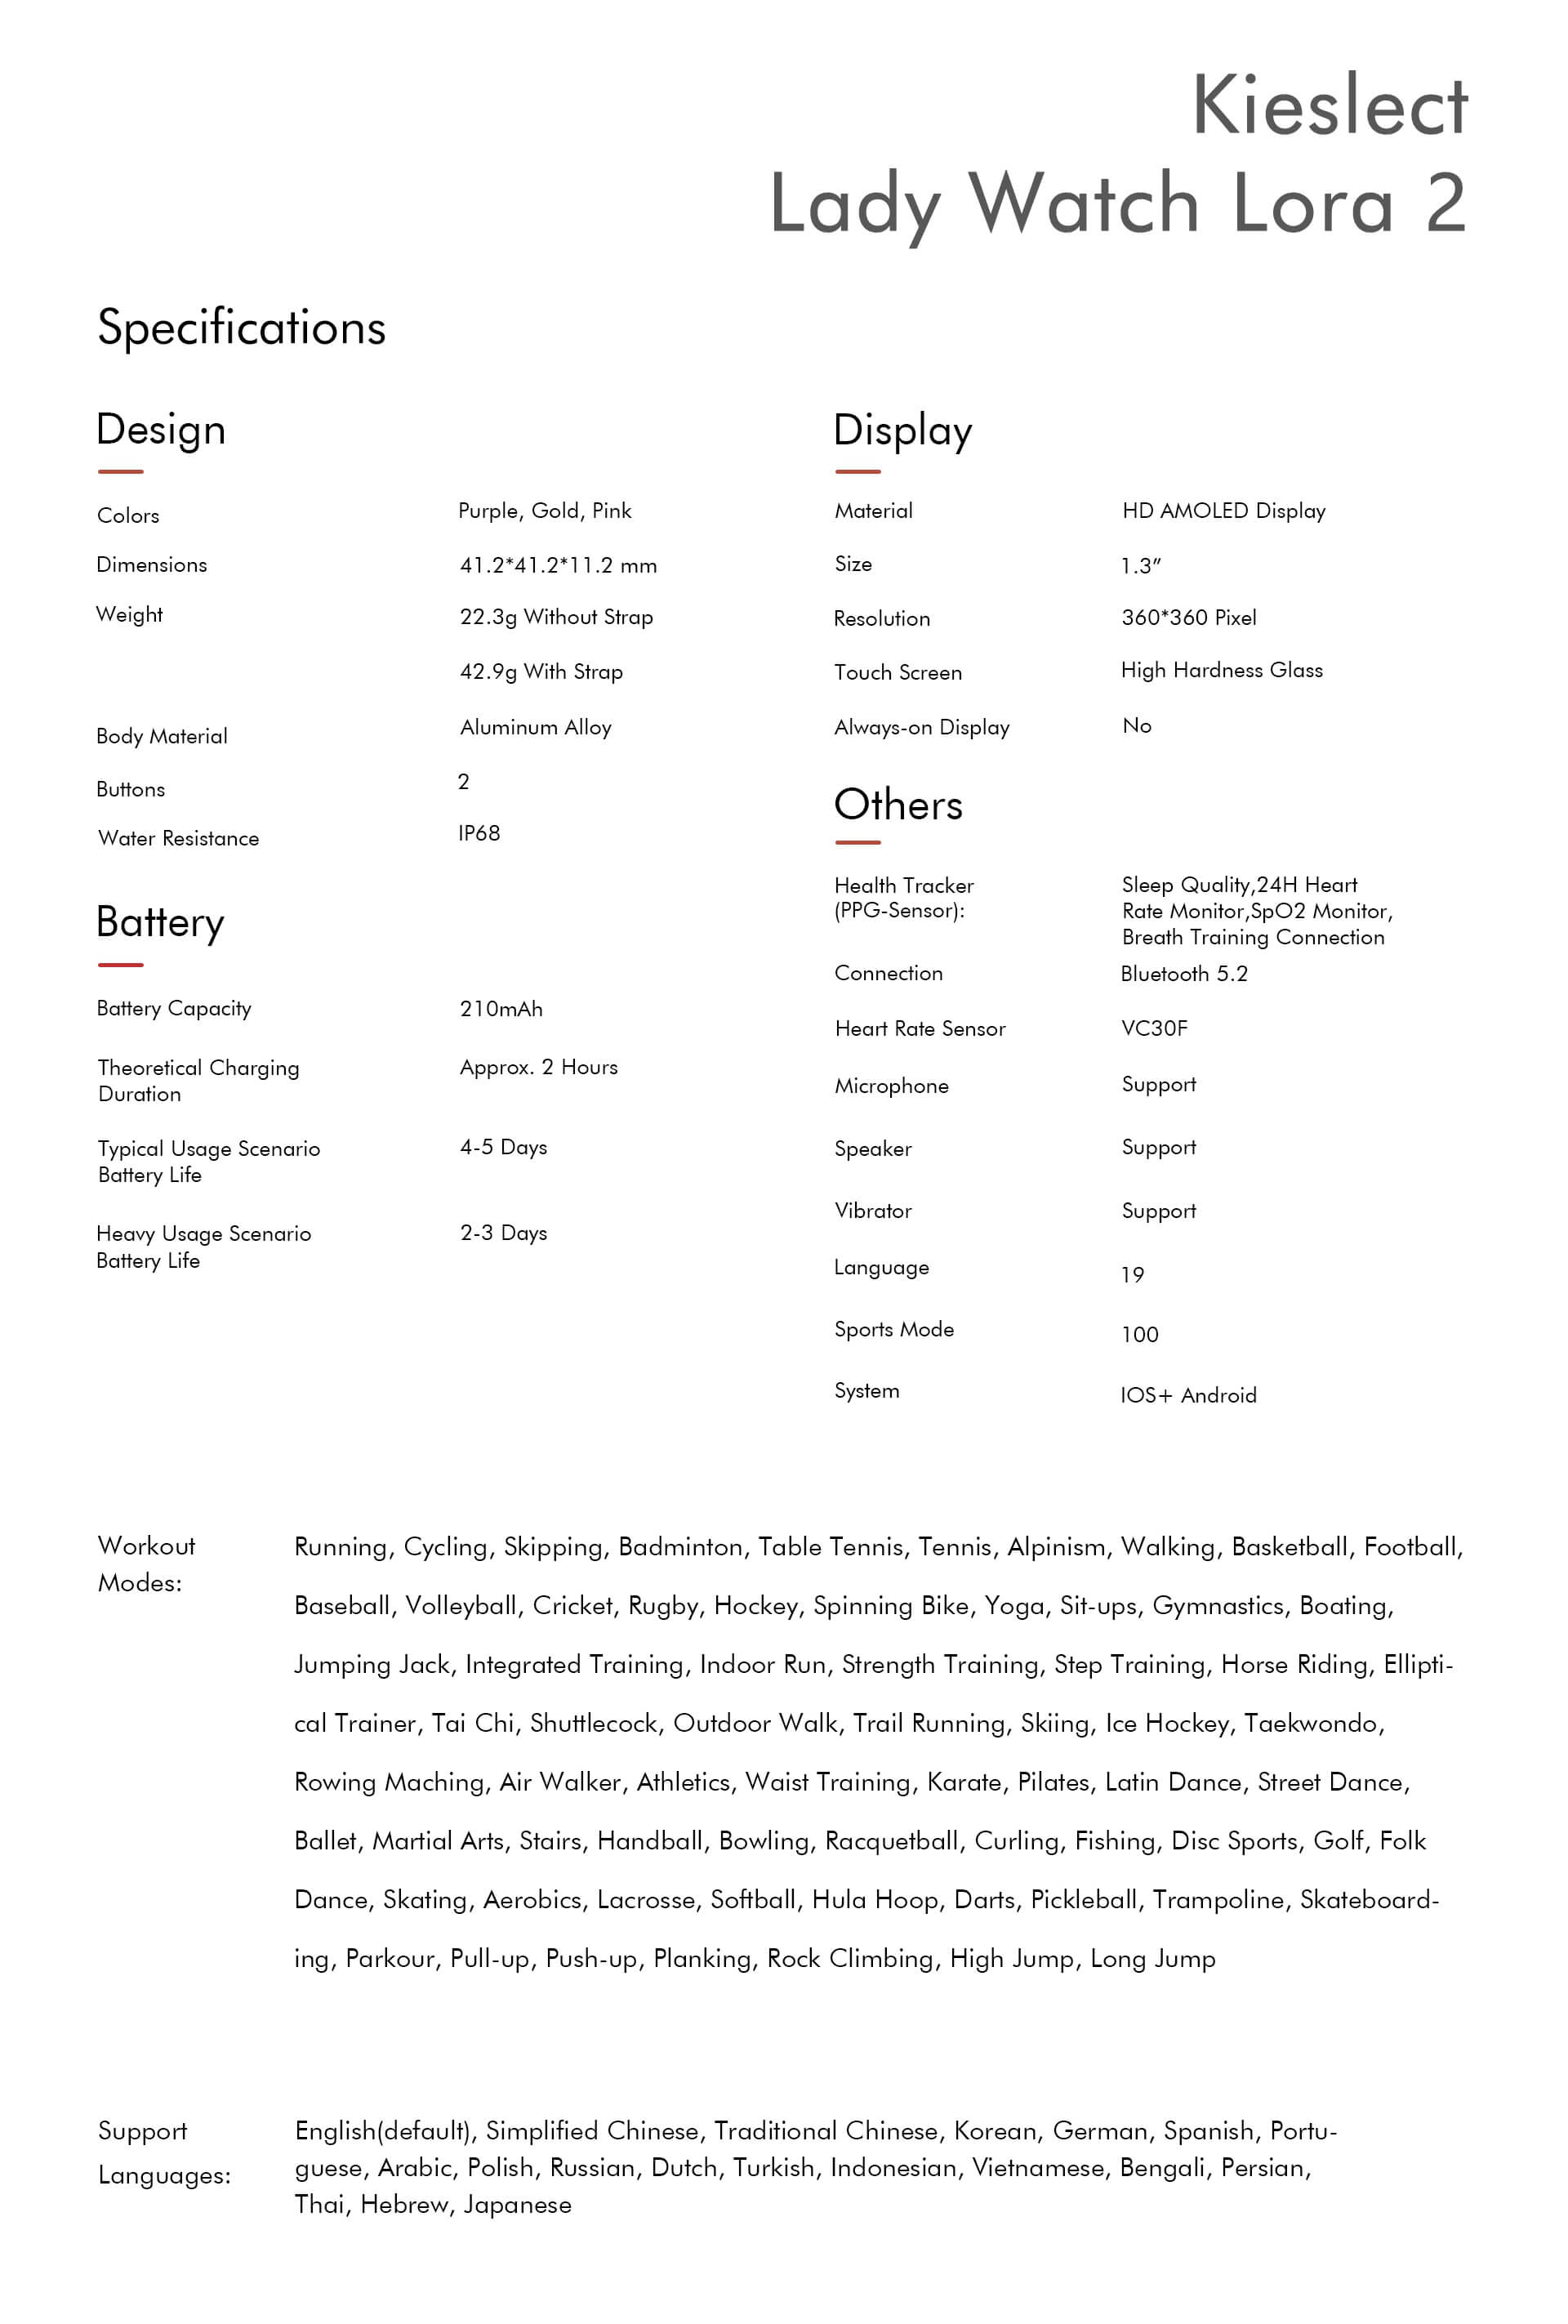 Kieslect
Lady Watch Lora 2
Specifications
Design
Colors Purple, Gold, Pink
Dimensions 41.2*41.2*11.2 mm
Weight 22.3g Without Strap
42.9g With Strap
Body Material Aluminum Alloy
Buttons 2
Water Resistance IP68
Battery
Battery Capacity 210mAh
Theoretical Charging Approx. 2 Hours
Duration
Typical Usage Scenario 4-5 Days
Battery Life
Heavy Usage Scenario 2-3 Days
Battery Life
Display
Material HD AMOLED Display
Size 1.3″
Resolution 360*360 Pixel
Touch Screen High Hardness Glass
Always-on Display No
Others
Health Tracker Sleep Quality,24H Heart
(PPG-Sensor): Rate Monitor,SpO2 Monitor,
Breath Training Connection
Connection Bluetooth 5.2
Heart Rate Sensor VC30F
Microphone Support
Speaker Support
Vibrator Support
Language 19
Sports Mode 100
System IOS+ Android
Workout Running, Cycling, Skipping, Badminton, Table Tennis, Tennis, Alpinism, Walking, Basketball, Football,
Modes:
Baseball, Volleyball, Cricket, Rugby, Hockey, Spinning Bike, Yoga, Sit-ups, Gymnastics, Boating,
Jumping Jack, Integrated Training, Indoor Run, Strength Training, Step Training, Horse Riding, Ellipti-
cal Trainer, Tai Chi, Shuttlecock, Outdoor Walk, Trail Running, Skiing, Ice Hockey, Taekwondo,
Rowing Maching, Air Walker, Athletics, Waist Training, Karate, Pilates, Latin Dance, Street Dance,
Ballet, Martial Arts, Stairs, Handball, Bowling, Racquetball, Curling, Fishing, Disc Sports, Golf, Folk
Dance, Skating, Aerobics, Lacrosse, Softball, Hula Hoop, Darts, Pickleball, Trampoline, Skateboard-
ing, Parkour, Pull-up, Push-up, Planking, Rock Climbing, High Jump, Long Jump
Support English(default), Simplified Chinese, Traditional Chinese, Korean, German, Spanish, Portu-
Languages: guese, Arabic, Polish, Russian, Dutch, Turkish, Indonesian, Vietnamese, Bengali, Persian,
Thai, Hebrew, Japanese